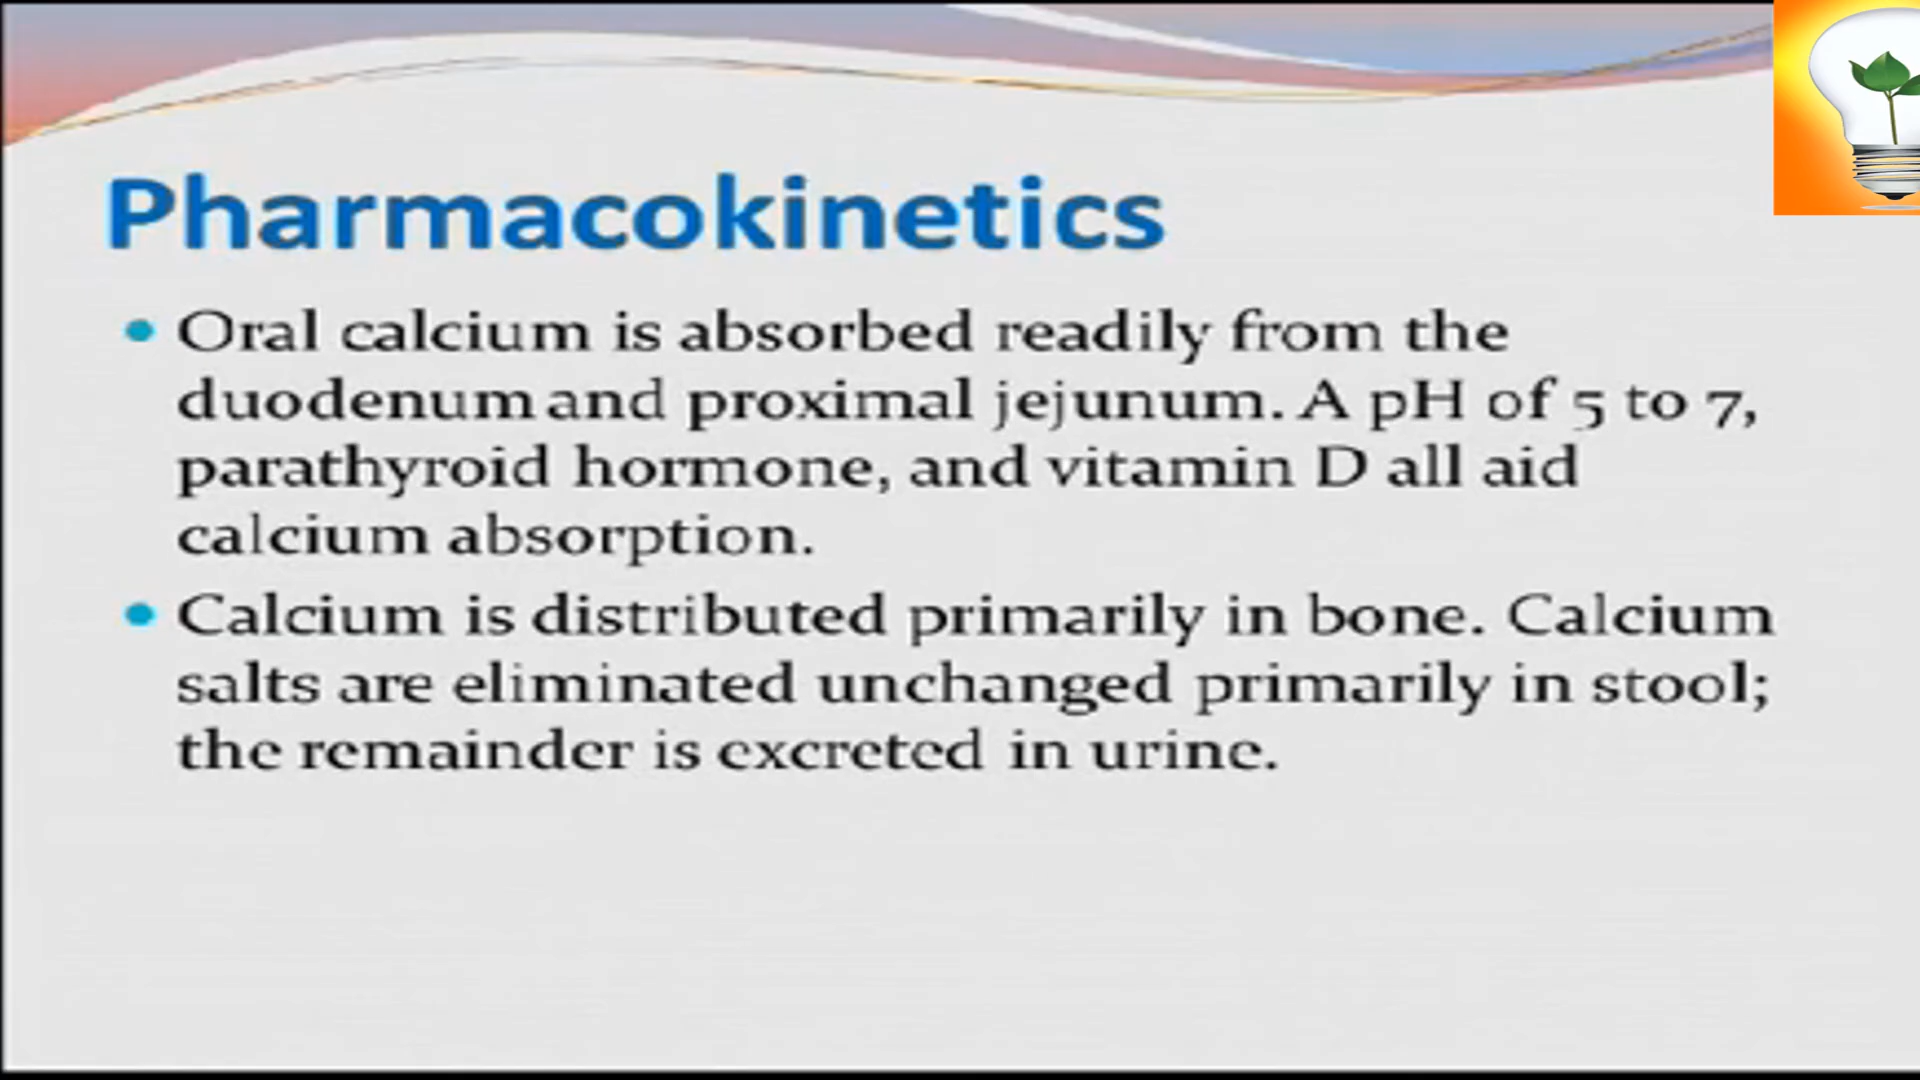 Pharmacokinetics
• Oral calcium is absorbed readily from the
duodenum and proximal jejunum. A pH of 5 to 7,
parathyroid hormone, and vitamin D all aid
calcium absorption.
• Calcium is distributed primarily in bone. Calcium
salts are eliminated unchanged primarily in stool;
the remainder is excreted in urine.